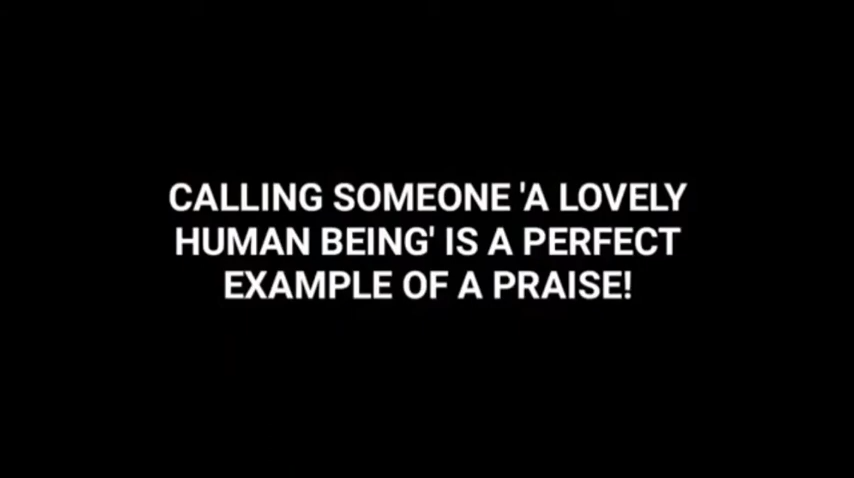 CALLING SOMEONE 'A LOVELY
HUMAN BEING' IS A PERFECT
EXAMPLE OF A PRAISE!